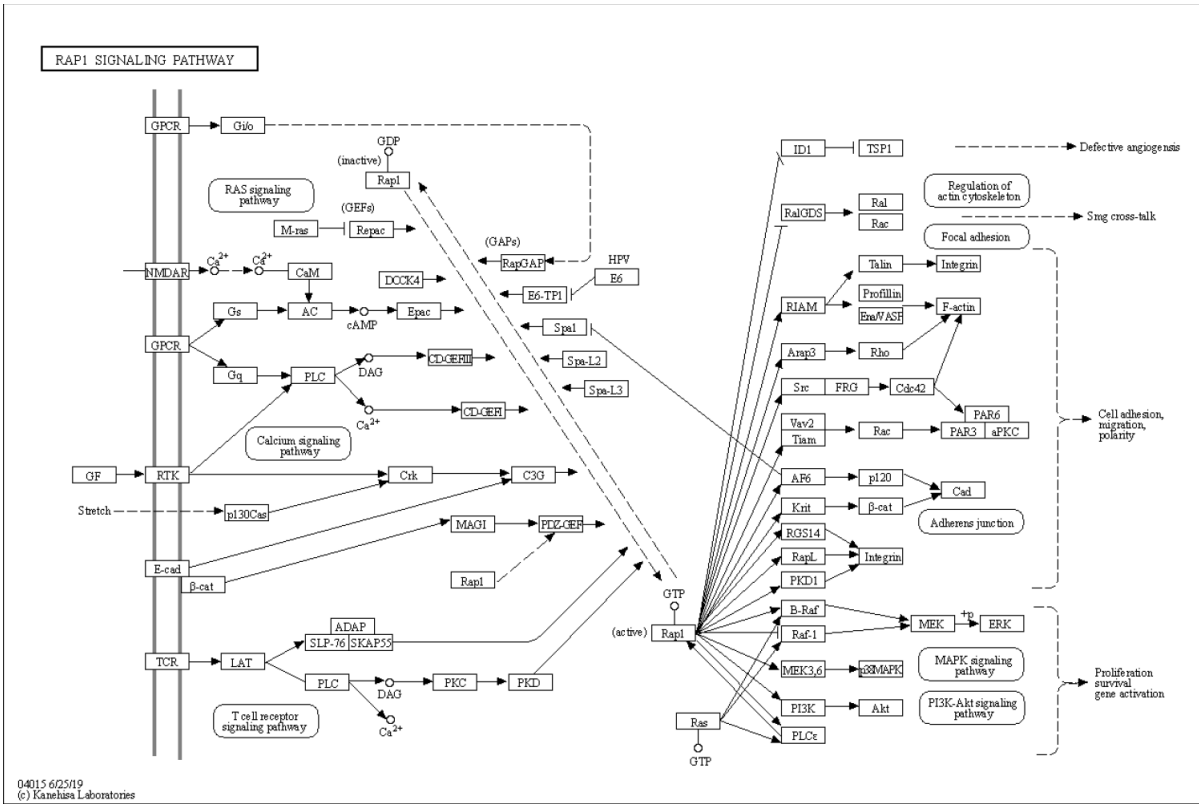 RAP1 SIGNALING PATHWAY
GPCR
Gi/o
GDP
(inactive)
Rap1
RAS signaling
pathway
(GEFs)
M-ras
Repac
(GAPs)
RapGAP
HPV
E6
E6-TP1
NMDAR
Ca2+
Ca2+
CaM
DOCK4
Gs
AC
cAMP
Epac
Spa1
GPCR
Gq
PLC
DAG
CD-GEFIII
Spa-L2
Spa-L3
Ca2+
CD-GEFI
Calcium signaling
pathway
GF
RTK
Crk
C3G
Stretch
p130Cas
MAGI
PDZ-GEF
E-cad
β-cat
Rap1
ADAP
SLP-76
SKAP55
TCR
LAT
PLC
DAG
PKC
PKD
Ca2+
T cell receptor
signaling pathway
GTP
(active)
Rap1
Ras
GTP
ID1
TSP1
Defective angiogensis
Regulation of
actin cytoskeleton
RalGDS
Ral
Rac
Smg cross-talk
Focal adhesion
Talin
Integrin
RIAM
Profillin
Ena/VASP
F-actin
Arap3
Rho
Src
FRG
Cdc42
PAR6
PAR3
aPKC
Vav2
Tiam
Rac
Cell adhesion,
migration,
polarity
AF6
p120
Cad
Krit
β-cat
Adherens junction
RGS14
RapL
Integrin
PKD1
B-Raf
Raf-1
MEK
+p
ERK
MEK3,6
p38MAPK
MAPK signaling
pathway
PI3K
Akt
PI3K-Akt signaling
pathway
PLCε
Proliferation
survival
gene activation
04015 6/25/19
(c) Kanehisa Laboratories